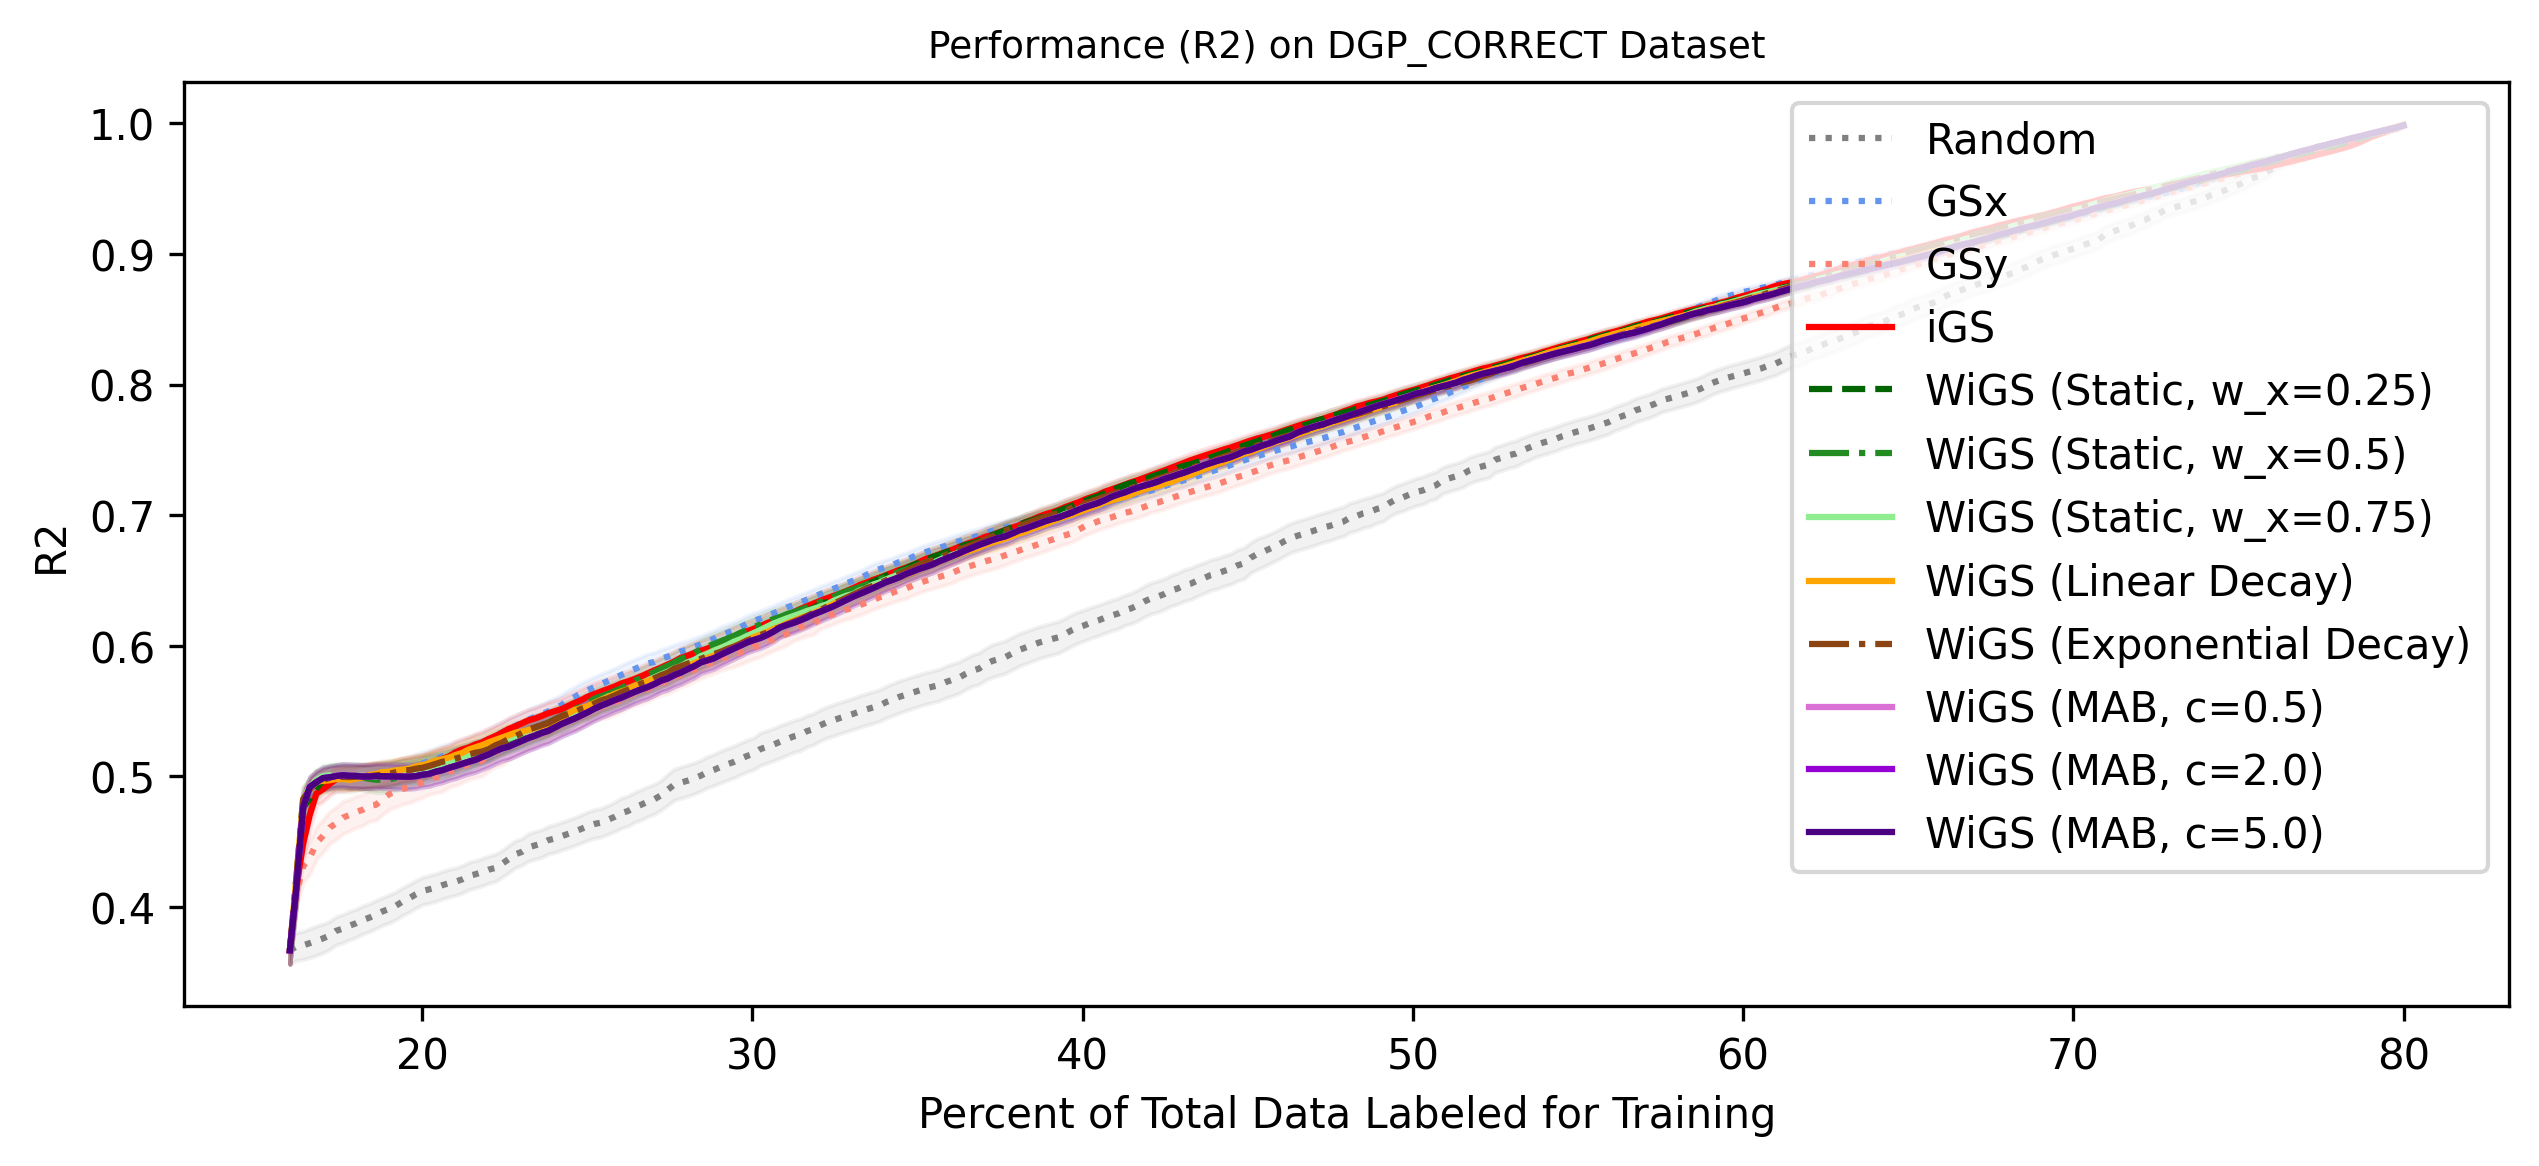 Performance (R2) on DGP_CORRECT Dataset
1.0
0.9
0.8
0.7
0.6
0.5
0.4
R2
20
30
40
50
60
70
80
Percent of Total Data Labeled for Training
Random
GSx
GSy
iGS
WiGS (Static, w_x=0.25)
WiGS (Static, w_x=0.5)
WiGS (Static, w_x=0.75)
WiGS (Linear Decay)
WiGS (Exponential Decay)
WiGS (MAB, c=0.5)
WiGS (MAB, c=2.0)
WiGS (MAB, c=5.0)